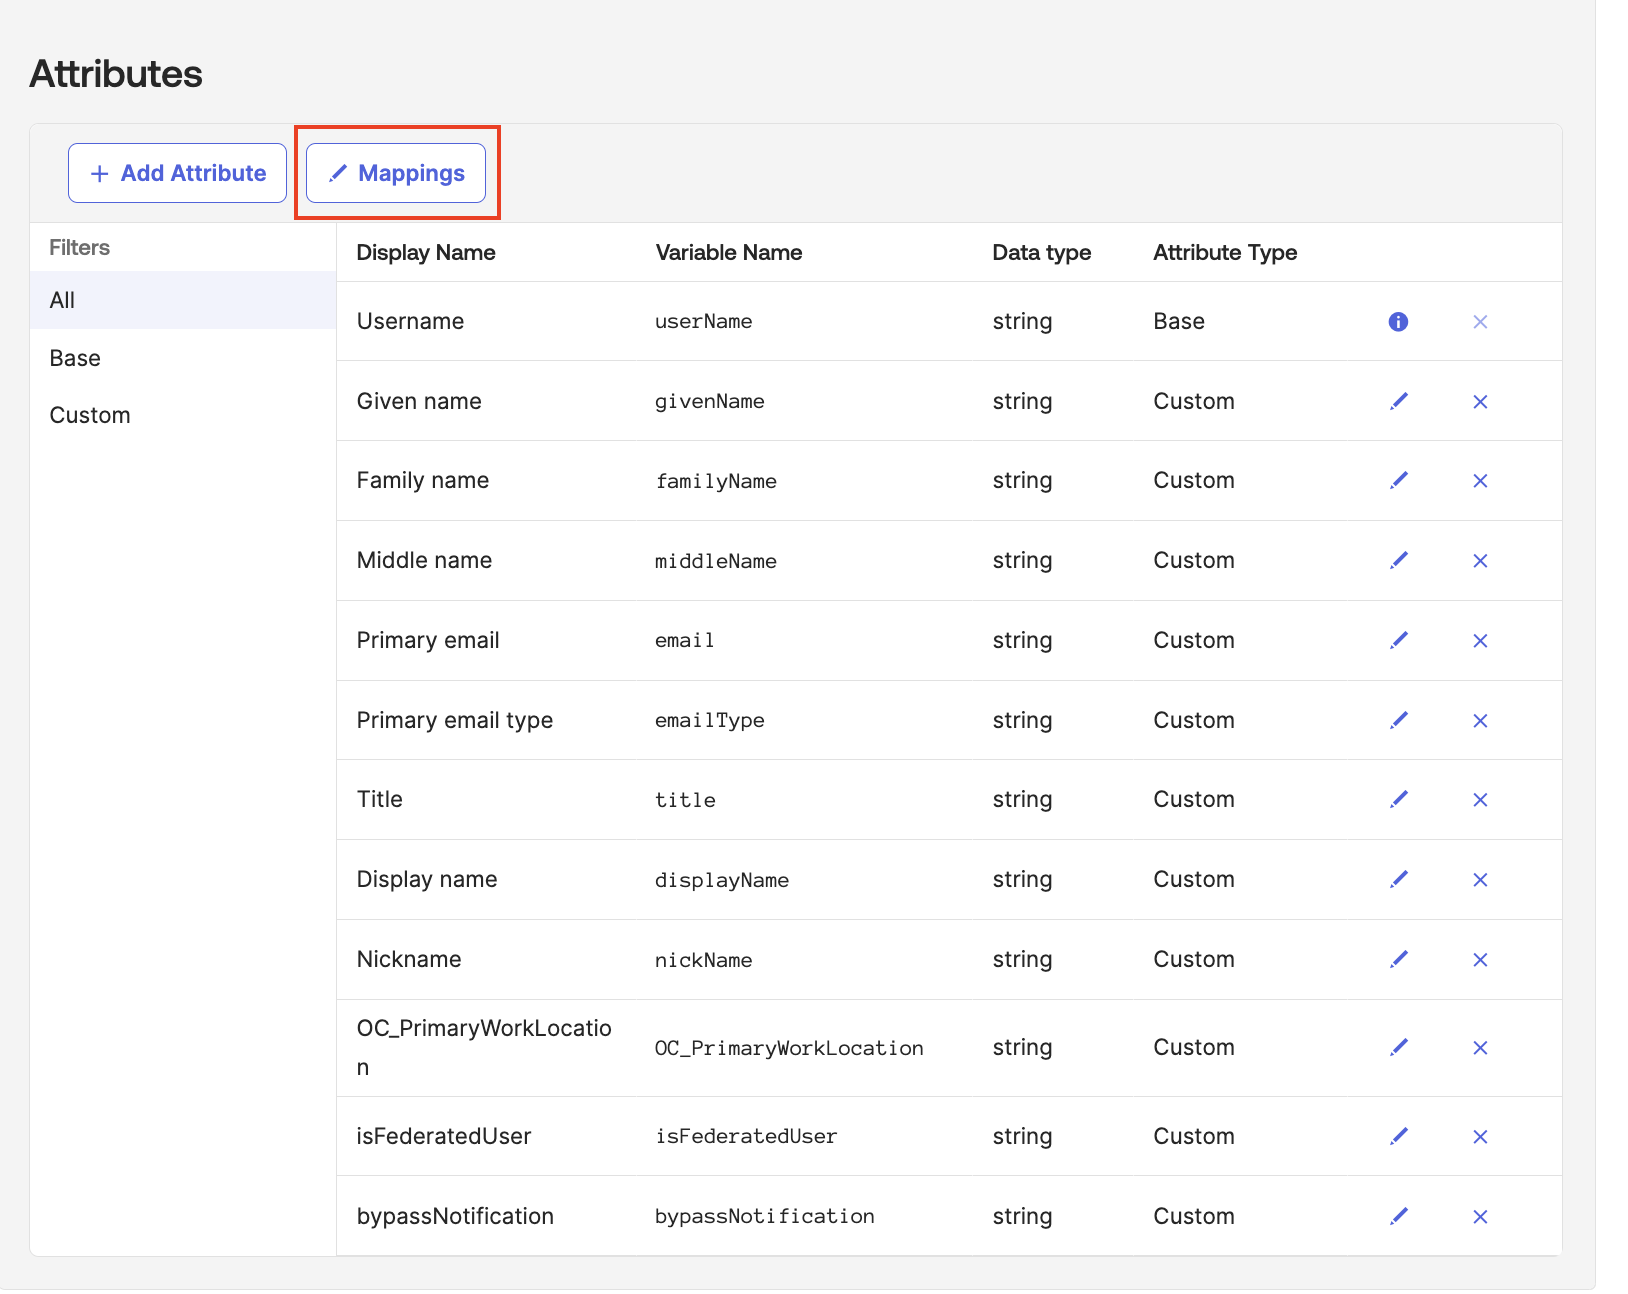 Attributes
+ Add Attribute
Mappings
Filters
All
Base
Custom
Display Name Variable Name Data type Attribute Type
Username userName string Base
Given name givenName string Custom
Family name familyName string Custom
Middle name middleName string Custom
Primary email email string Custom
Primary email type emailType string Custom
Title title string Custom
Display name displayName string Custom
Nickname nickName string Custom
OC_PrimaryWorkLocatio
n OC_PrimaryWorkLocation string Custom
isFederatedUser isFederatedUser string Custom
bypassNotification bypassNotification string Custom